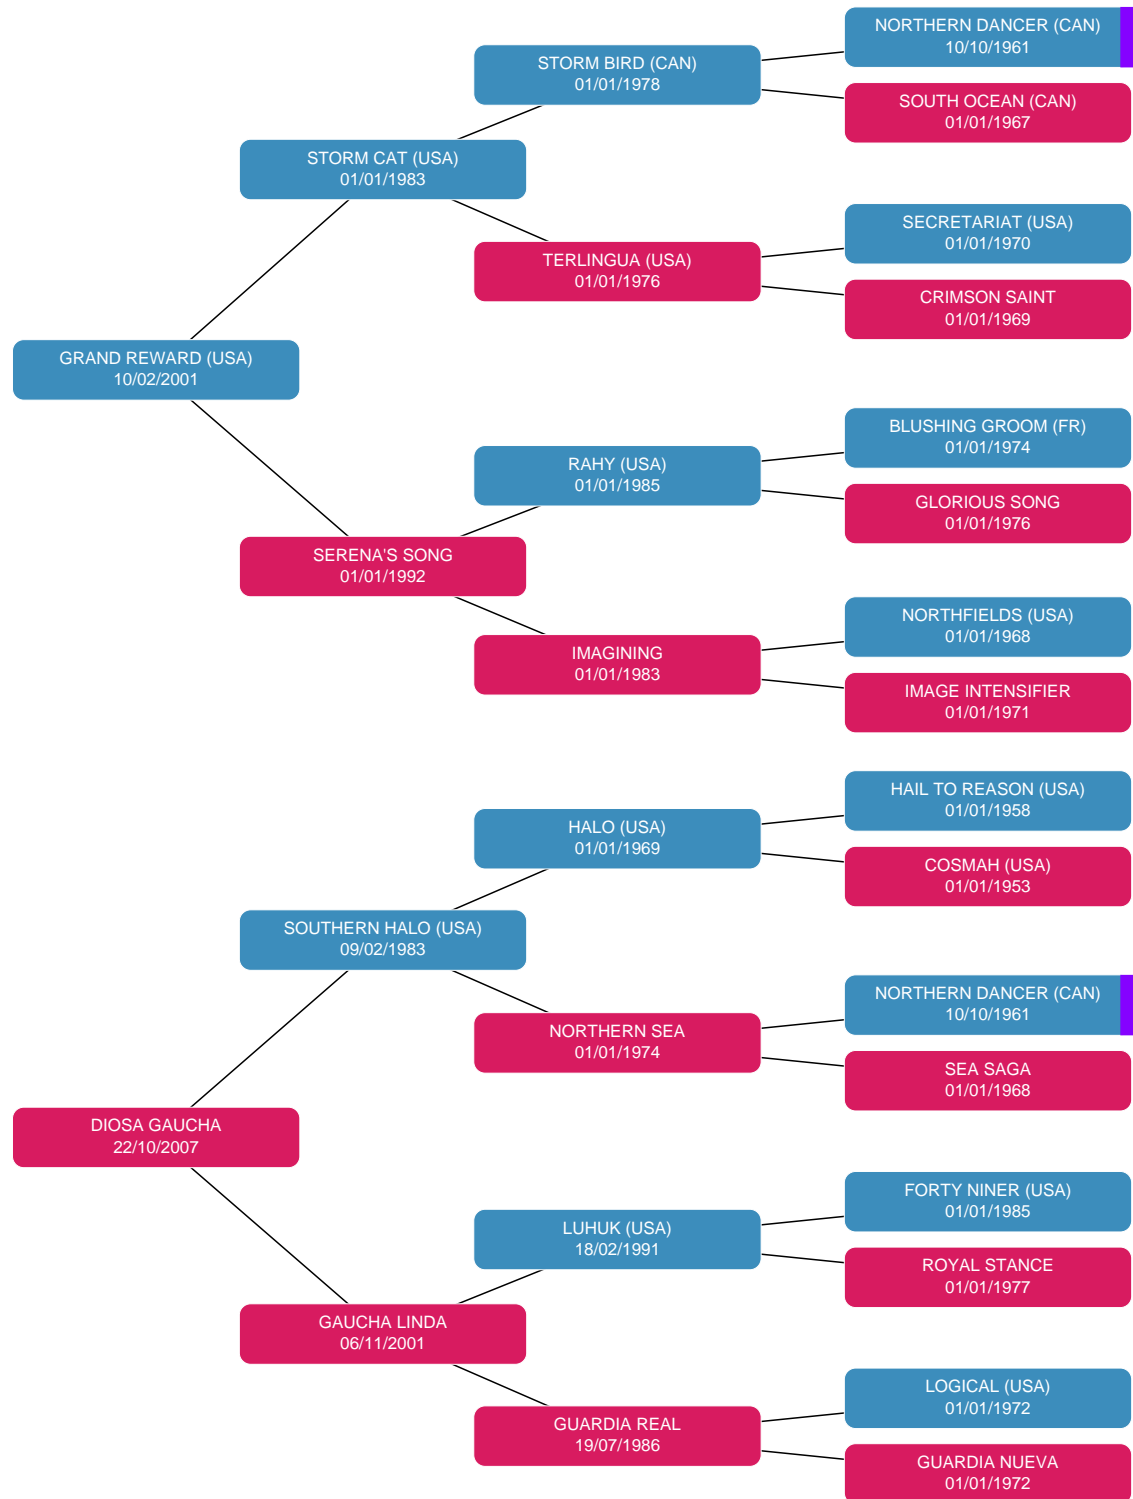 NORTHERN DANCER (CAN)
10/10/1961
STORM BIRD (CAN)
01/01/1978
SOUTH OCEAN (CAN)
01/01/1967
STORM CAT (USA)
01/01/1983
SECRETARIAT (USA)
01/01/1970
TERLINGUA (USA)
01/01/1976
CRIMSON SAINT
01/01/1969
GRAND REWARD (USA)
10/02/2001
BLUSHING GROOM (FR)
01/01/1974
RAHY (USA)
01/01/1985
GLORIOUS SONG
01/01/1976
SERENA'S SONG
01/01/1992
NORTHFIELDS (USA)
01/01/1968
IMAGINING
01/01/1983
IMAGE INTENSIFIER
01/01/1971
HAIL TO REASON (USA)
01/01/1958
HALO (USA)
01/01/1969
COSMAH (USA)
01/01/1953
SOUTHERN HALO (USA)
09/02/1983
NORTHERN DANCER (CAN)
10/10/1961
NORTHERN SEA
01/01/1974
SEA SAGA
01/01/1968
DIOSA GAUCHA
22/10/2007
FORTY NINER (USA)
01/01/1985
LUHUK (USA)
18/02/1991
ROYAL STANCE
01/01/1977
GAUCHA LINDA
06/11/2001
LOGICAL (USA)
01/01/1972
GUARDIA REAL
19/07/1986
GUARDIA NUEVA
01/01/1972